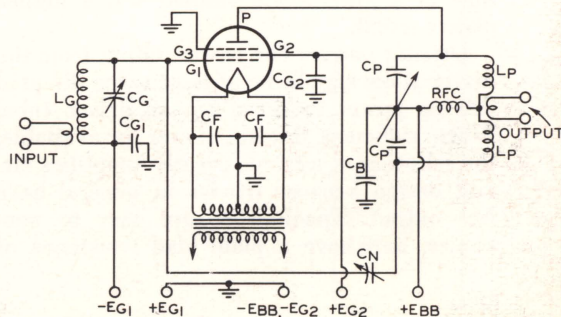 P
G3
G2
G1
CG2
CP
LP
LG
CG
CF CF
RFC
CG1
INPUT
OUTPUT
CP
LP
CB
CN
-EG1 +EG1 -EBB,-EG2 +EG2 +EBB